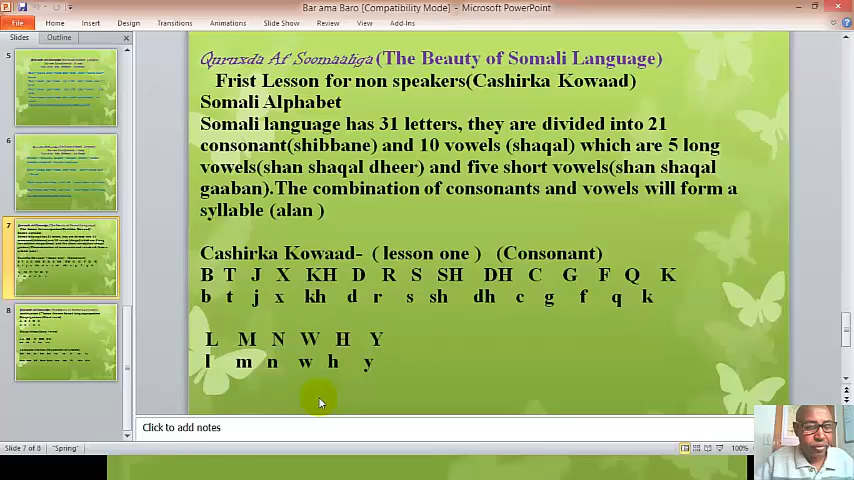 Bar ama Baro [Compatibility Mode] - Microsoft PowerPoint
File Home Insert Design Transitions Animations Slide Show Review View Add-Ins
Slides Outline
5
6
7
8
Quruxda Af Soomaaliga (The Beauty of Somali Language)
Frist Lesson for non speakers(Cashirka Kowaad)
Somali Alphabet
Somali language has 31 letters, they are divided into 21
consonant(shibbane) and 10 vowels (shaqal) which are 5 long
vowels(shan shaqal dheer) and five short vowels(shan shaqal
gaaban).The combination of consonants and vowels will form a
syllable (alan )
Cashirka Kowaad- ( lesson one ) (Consonant)
B T J X KH D R S SH DH C G F Q K
b t j x kh d r s sh dh c g f q k
L M N W H Y
l m n w h y
Click to add notes
Slide 7 of 8 "Spring" 100%